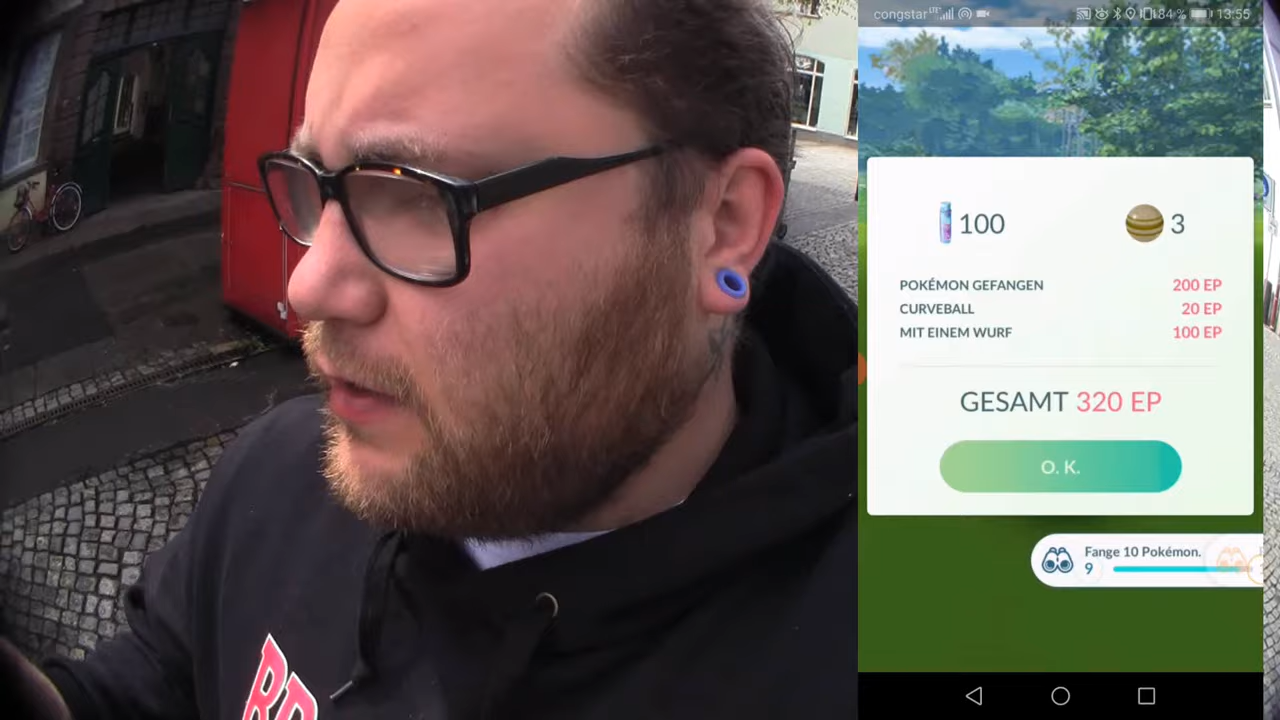 congstar 84 % 13:55
100 3
POKÉMON GEFANGEN 200 EP
CURVEBALL 20 EP
MIT EINEM WURF 100 EP
GESAMT 320 EP
O. K.
Fange 10 Pokémon.
9